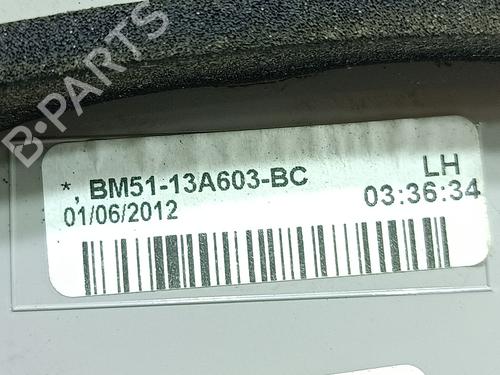 B-PARTS
*, BM51-13A603-BC LH
01/06/2012 03:36:34